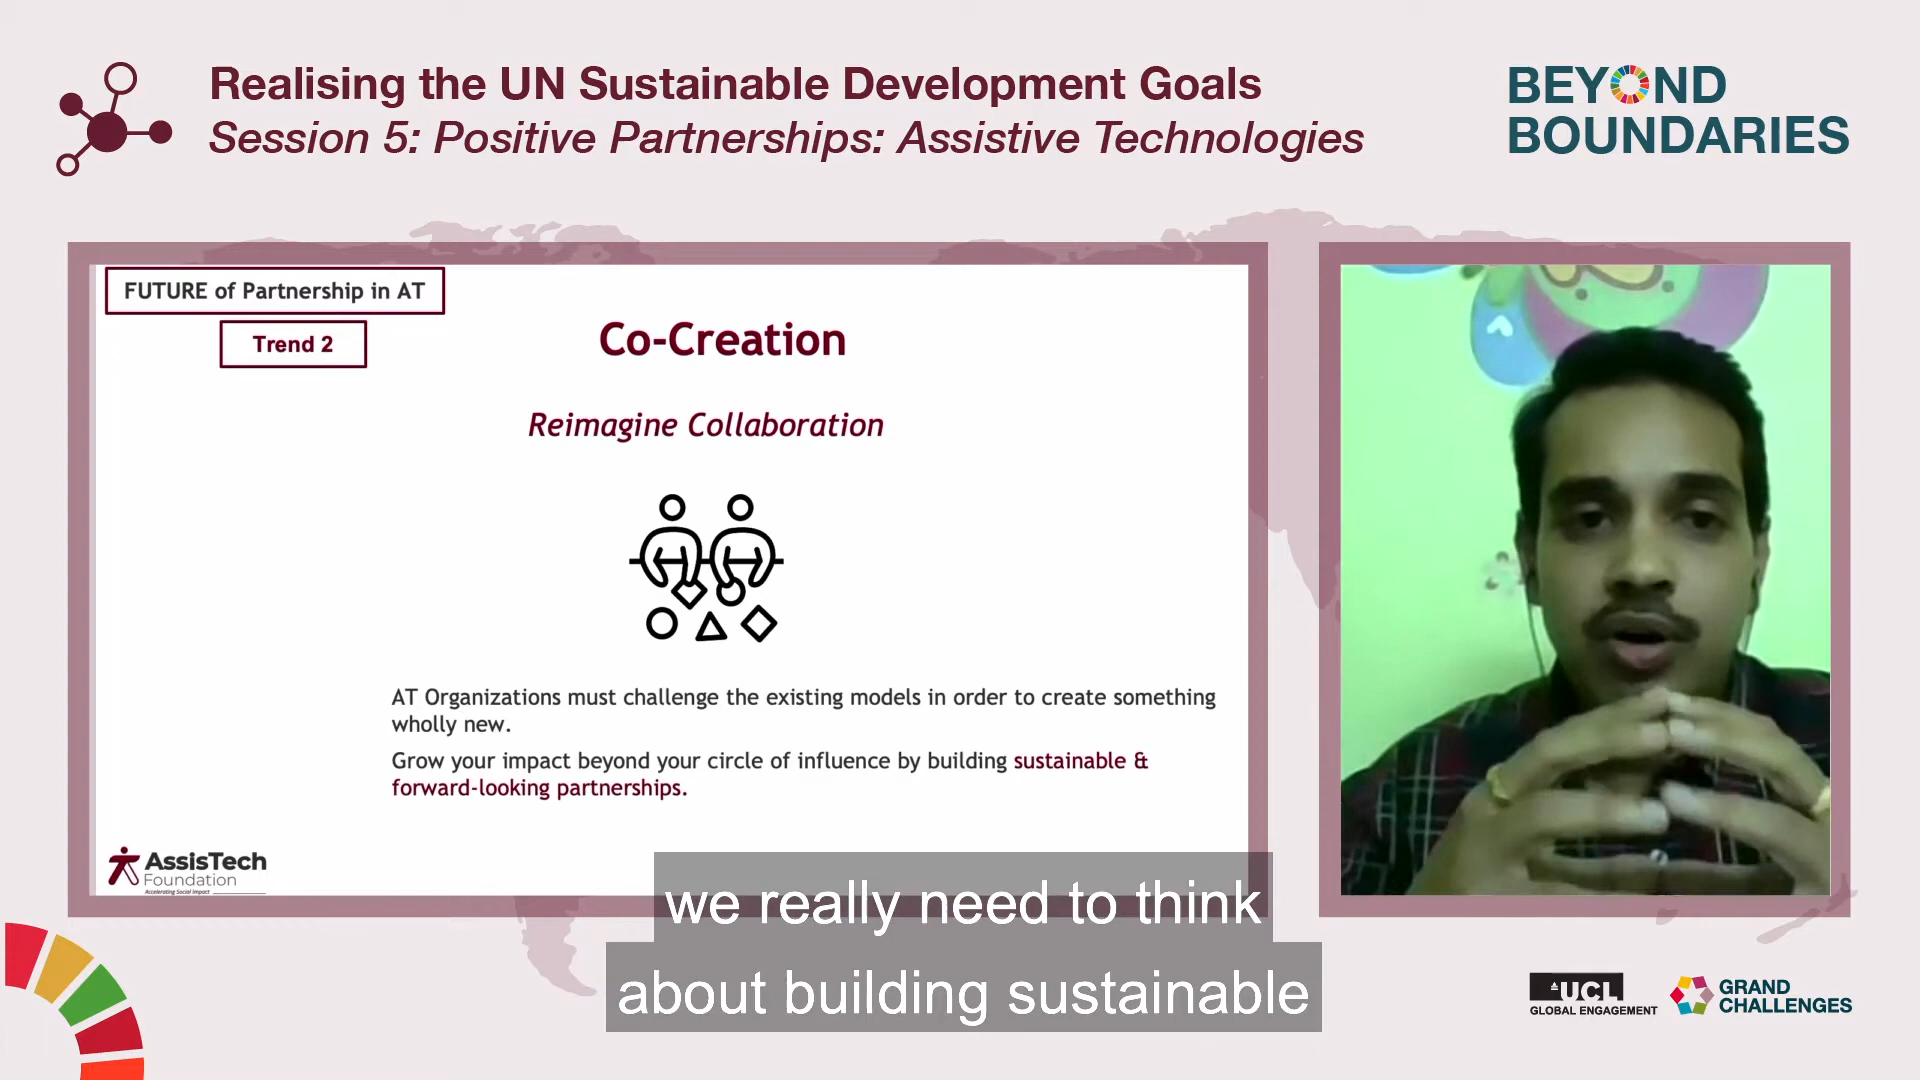 Realising the UN Sustainable Development Goals
Session 5: Positive Partnerships: Assistive Technologies
BEYOND
BOUNDARIES
FUTURE of Partnership in AT
Trend 2
Co-Creation
Reimagine Collaboration
AT Organizations must challenge the existing models in order to create something
wholly new.
Grow your impact beyond your circle of influence by building sustainable &
forward-looking partnerships.
AssisTech
Foundation
Accelerating Social Impact
we really need to think
about building sustainable
UCL
GLOBAL ENGAGEMENT
GRAND
CHALLENGES